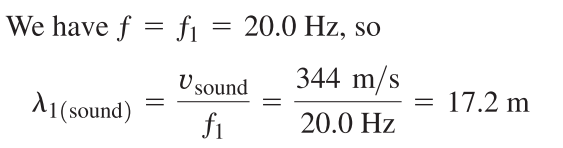 We have f = f₁ = 20.0 Hz, so
λ₁(sound) = v_sound / f₁ = 344 m/s / 20.0 Hz = 17.2 m